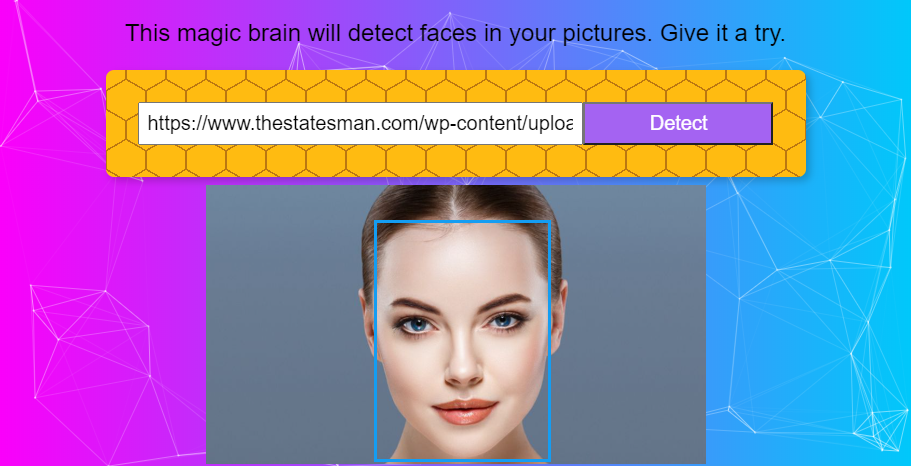 This magic brain will detect faces in your pictures. Give it a try.
https://www.thestatesman.com/wp-content/uploa
Detect